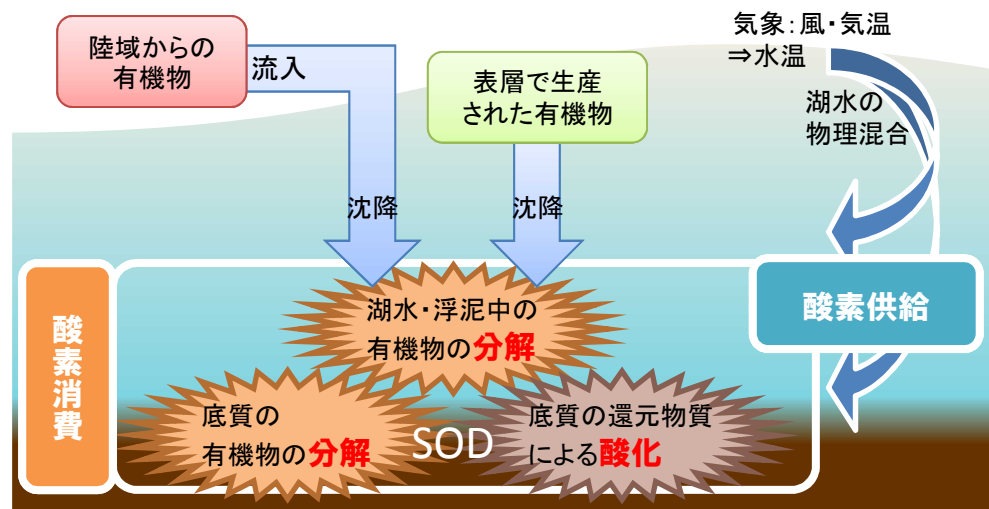 陸域からの
有機物
流入
表層で生産
された有機物
気象：風・気温
⇒水温
湖水の
物理混合
沈降
沈降
酸素消費
酸素供給
湖水・浮泥中の
有機物の分解
底質の
有機物の分解
SOD
底質の還元物質
による酸化